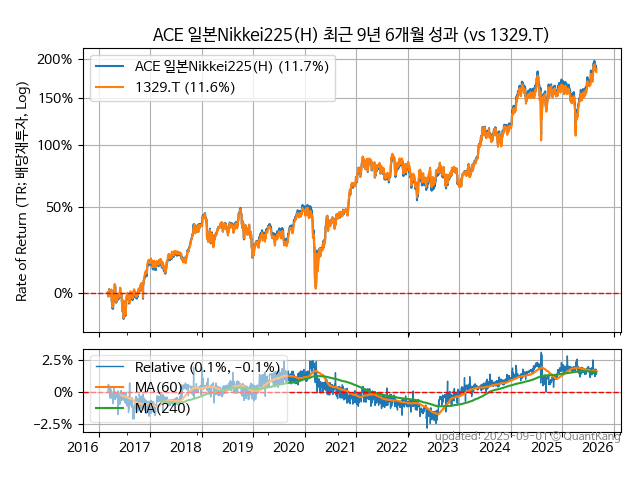 ACE 일본Nikkei225(H) 최근 9년 6개월 성과 (vs 1329.T)
Rate of Return (TR: 배당재투자, Log)
200%
150%
100%
50%
0%
ACE 일본Nikkei225(H) (11.7%)
1329.T (11.6%)
2.5%
0%
−2.5%
Relative (0.1%, −0.1%)
MA(60)
MA(240)
2016 2017 2018 2019 2020 2021 2022 2023 2024 2025 2026
updated: 2025-09-01 © QuantKang